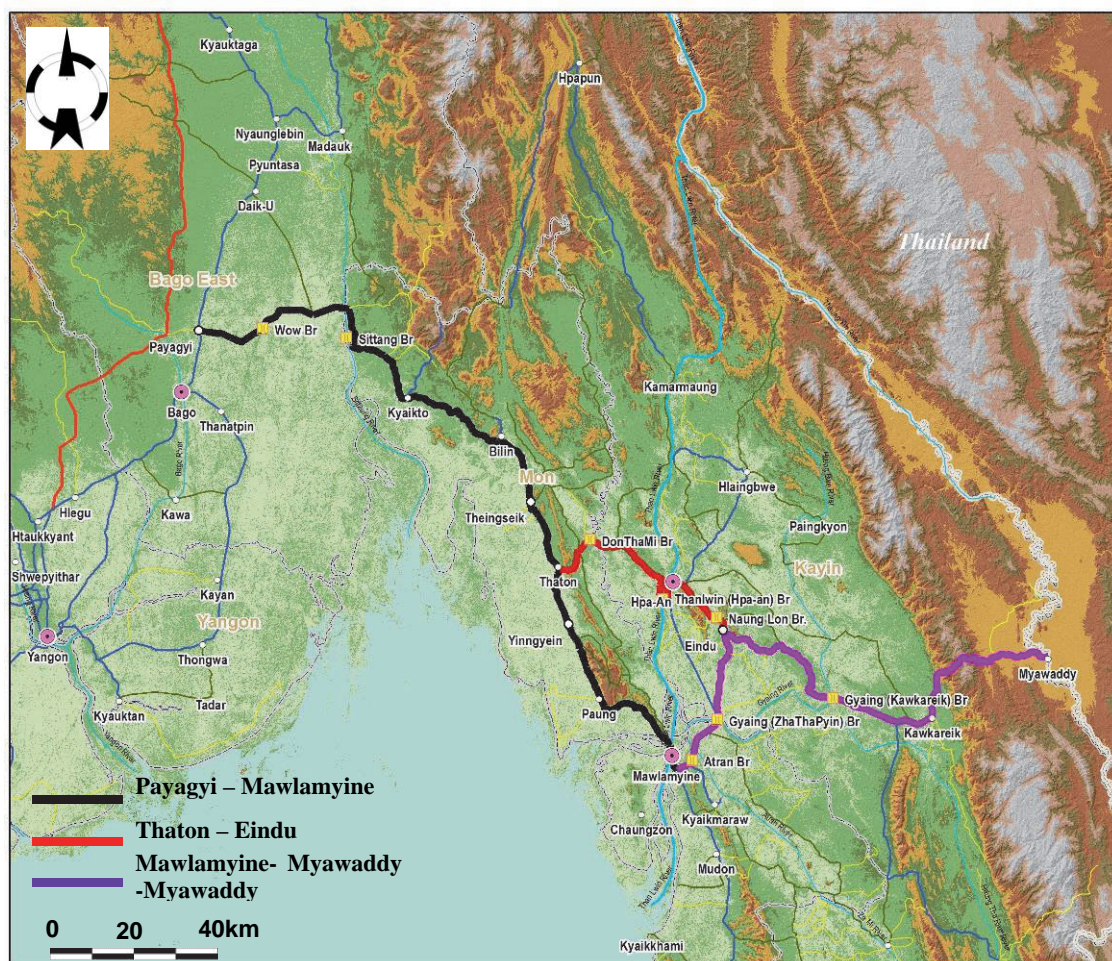 Kyauktaga
Hpapun
Nyaunglebin
Madauk
Pyuntasa
Daik-U
Thailand
Bago East
Wow Br
Sittang Br
Payagyi
Kamarmaung
Bago
Kyaikto
Thanatpin
Bilin
Mon
Hlaingbwe
Hlegu
Kawa
Theingseik
Htaukkyant
Paingkyon
DonThaMi Br
Shwepyithar
Thaton
Kayin
Kayan
Hpa-An
Thanlwin (Hpa-an) Br
Naung Lon Br.
Yangon
Yinngyein
Eindu
Yangon
Thongwa
Myawaddy
Gyaing River
Gyaing (Kawkareik) Br
Kyauktan
Tadar
Paung
Gyaing (ZhaThaPyin) Br
Kawkareik
Atran Br
Mawlamyine
Payagyi – Mawlamyine
Kyaikmaraw
Chaungzon
Thaton – Eindu
Mudon
Mawlamyine- Myawaddy
-Myawaddy
0 20 40km
Kyaikkhami